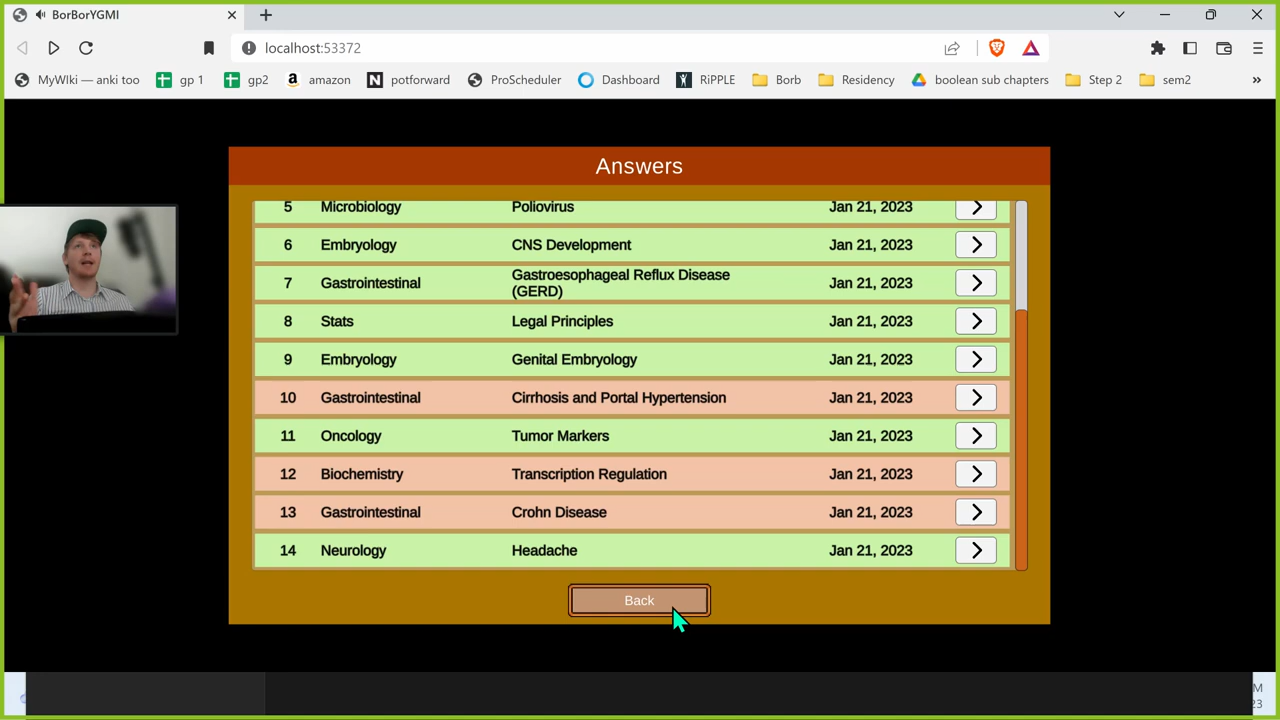 BorBorYGMI
localhost:53372
MyWIki — anki too
gp 1
gp2
amazon
potforward
ProScheduler
Dashboard
RiPPLE
Borb
Residency
boolean sub chapters
Step 2
sem2
»
Answers
5 Microbiology Poliovirus Jan 21, 2023
6 Embryology CNS Development Jan 21, 2023
7 Gastrointestinal Gastroesophageal Reflux Disease Jan 21, 2023
(GERD)
8 Stats Legal Principles Jan 21, 2023
9 Embryology Genital Embryology Jan 21, 2023
10 Gastrointestinal Cirrhosis and Portal Hypertension Jan 21, 2023
11 Oncology Tumor Markers Jan 21, 2023
12 Biochemistry Transcription Regulation Jan 21, 2023
13 Gastrointestinal Crohn Disease Jan 21, 2023
14 Neurology Headache Jan 21, 2023
Back
M
23